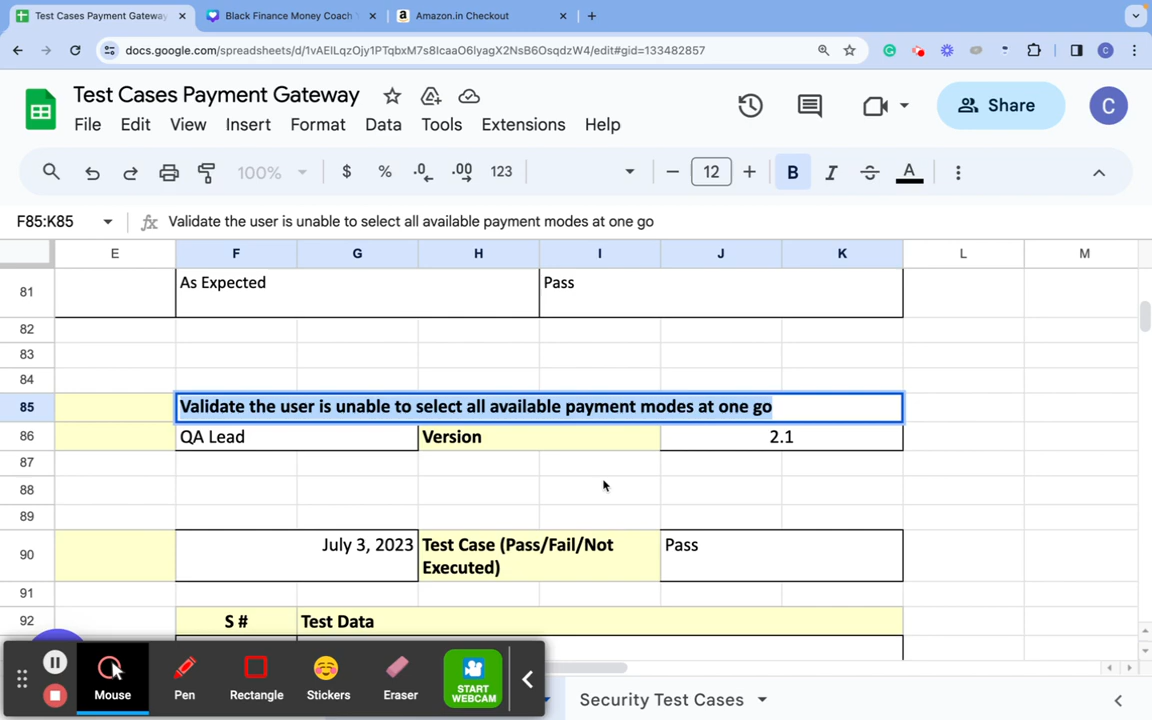 Test Cases Payment Gateway
Black Finance Money Coach
Amazon.in Checkout
docs.google.com/spreadsheets/d/1vAElLqzOjy1PTqbxM7s8IcaaO6IyagX2NsB6OsqdzW4/edit#gid=133482857
C
Test Cases Payment Gateway
Share
C
File Edit View Insert Format Data Tools Extensions Help
100% $ % .0 .00 123 12 B I A
F85:K85 fx Validate the user is unable to select all available payment modes at one go
E F G H I J K L M
81 As Expected Pass
82
83
84
85 Validate the user is unable to select all available payment modes at one go
86 QA Lead Version 2.1
87
88
89
90 July 3, 2023 Test Case (Pass/Fail/Not Executed) Pass
91
92 S # Test Data
Mouse Pen Rectangle Stickers Eraser START WEBCAM
Security Test Cases